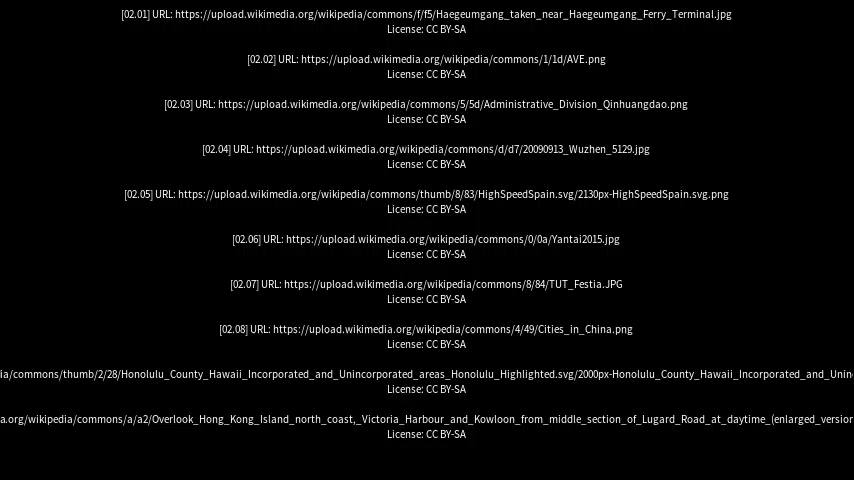 [02.01] URL: https://upload.wikimedia.org/wikipedia/commons/f/f5/Haegeumgang_taken_near_Haegeumgang_Ferry_Terminal.jpg
License: CC BY-SA
[02.02] URL: https://upload.wikimedia.org/wikipedia/commons/1/1d/AVE.png
License: CC BY-SA
[02.03] URL: https://upload.wikimedia.org/wikipedia/commons/5/5d/Administrative_Division_Qinhuangdao.png
License: CC BY-SA
[02.04] URL: https://upload.wikimedia.org/wikipedia/commons/d/d7/20090913_Wuzhen_5129.jpg
License: CC BY-SA
[02.05] URL: https://upload.wikimedia.org/wikipedia/commons/thumb/8/83/HighSpeedSpain.svg/2130px-HighSpeedSpain.svg.png
License: CC BY-SA
[02.06] URL: https://upload.wikimedia.org/wikipedia/commons/0/0a/Yantai2015.jpg
License: CC BY-SA
[02.07] URL: https://upload.wikimedia.org/wikipedia/commons/8/84/TUT_Festia.JPG
License: CC BY-SA
[02.08] URL: https://upload.wikimedia.org/wikipedia/commons/4/49/Cities_in_China.png
License: CC BY-SA
ia/commons/thumb/2/28/Honolulu_County_Hawaii_Incorporated_and_Unincorporated_areas_Honolulu_Highlighted.svg/2000px-Honolulu_County_Hawaii_Incorporated_and_Unin
License: CC BY-SA
a.org/wikipedia/commons/a/a2/Overlook_Hong_Kong_Island_north_coast,_Victoria_Harbour_and_Kowloon_from_middle_section_of_Lugard_Road_at_daytime_(enlarged_version
License: CC BY-SA